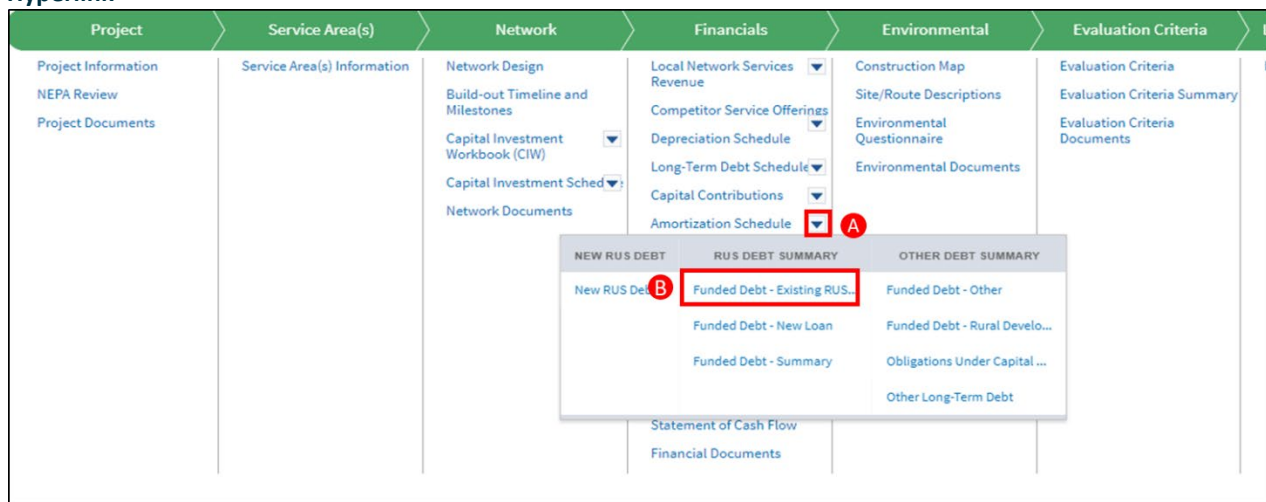 Project
Service Area(s)
Network
Financials
Environmental
Evaluation Criteria
Project Information
NEPA Review
Project Documents
Service Area(s) Information
Network Design
Build-out Timeline and
Milestones
Capital Investment
Workbook (CIW)
Capital Investment Sched
Network Documents
Local Network Services
Revenue
Competitor Service Offerings
Depreciation Schedule
Long-Term Debt Schedule
Capital Contributions
Amortization Schedule
A
Construction Map
Site/Route Descriptions
Environmental
Questionnaire
Environmental Documents
Evaluation Criteria
Evaluation Criteria Summary
Evaluation Criteria
Documents
NEW RUS DEBT
New RUS De
B
RUS DEBT SUMMARY
Funded Debt - Existing RUS...
Funded Debt - New Loan
Funded Debt - Summary
OTHER DEBT SUMMARY
Funded Debt - Other
Funded Debt - Rural Develo...
Obligations Under Capital ...
Other Long-Term Debt
Statement of Cash Flow
Financial Documents